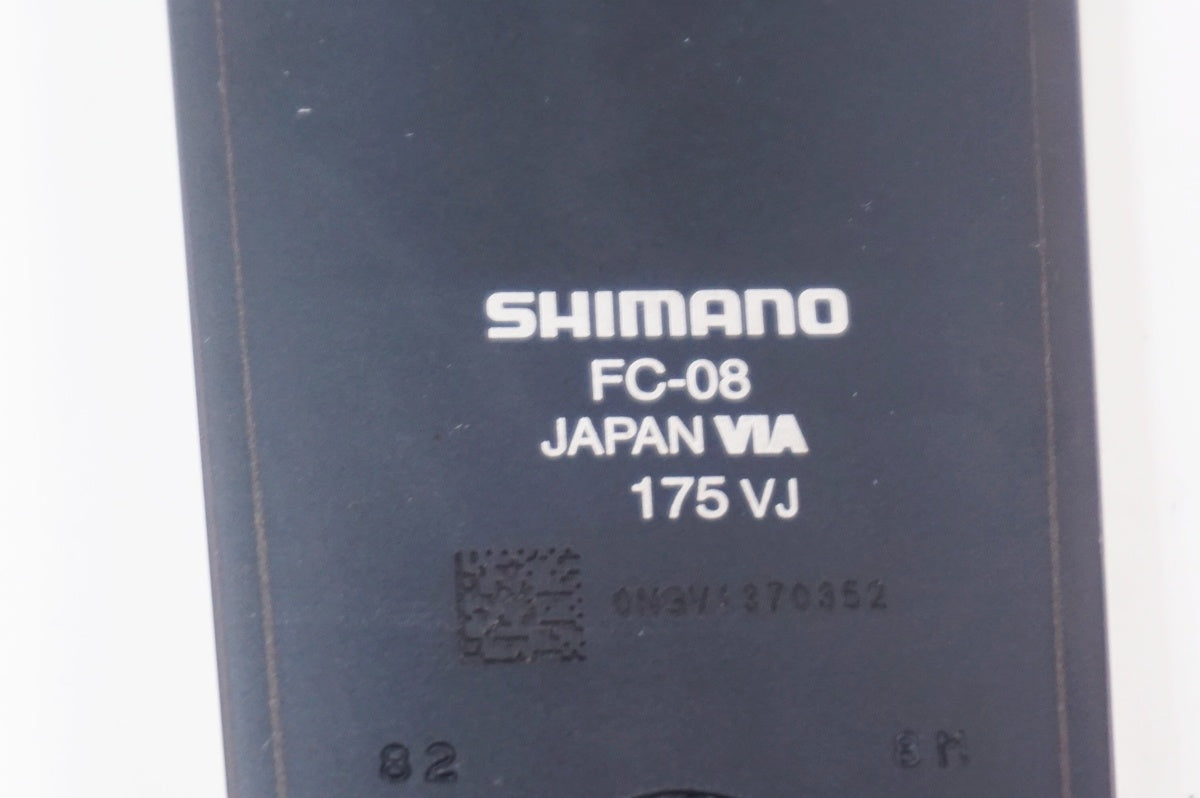 SHIMANO
FC-08
JAPAN VIA
175 VJ
82